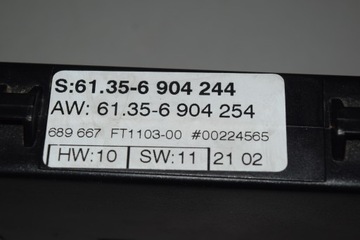 S:61.35-6 904 244
AW: 61.35-6 904 254
689 667 FT1103-00 #00224565
HW:10 SW:11 21 02